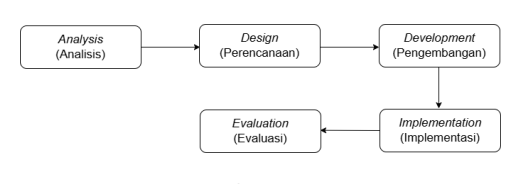 Analysis
(Analisis)
Design
(Perencanaan)
Development
(Pengembangan)
Implementation
(Implementasi)
Evaluation
(Evaluasi)